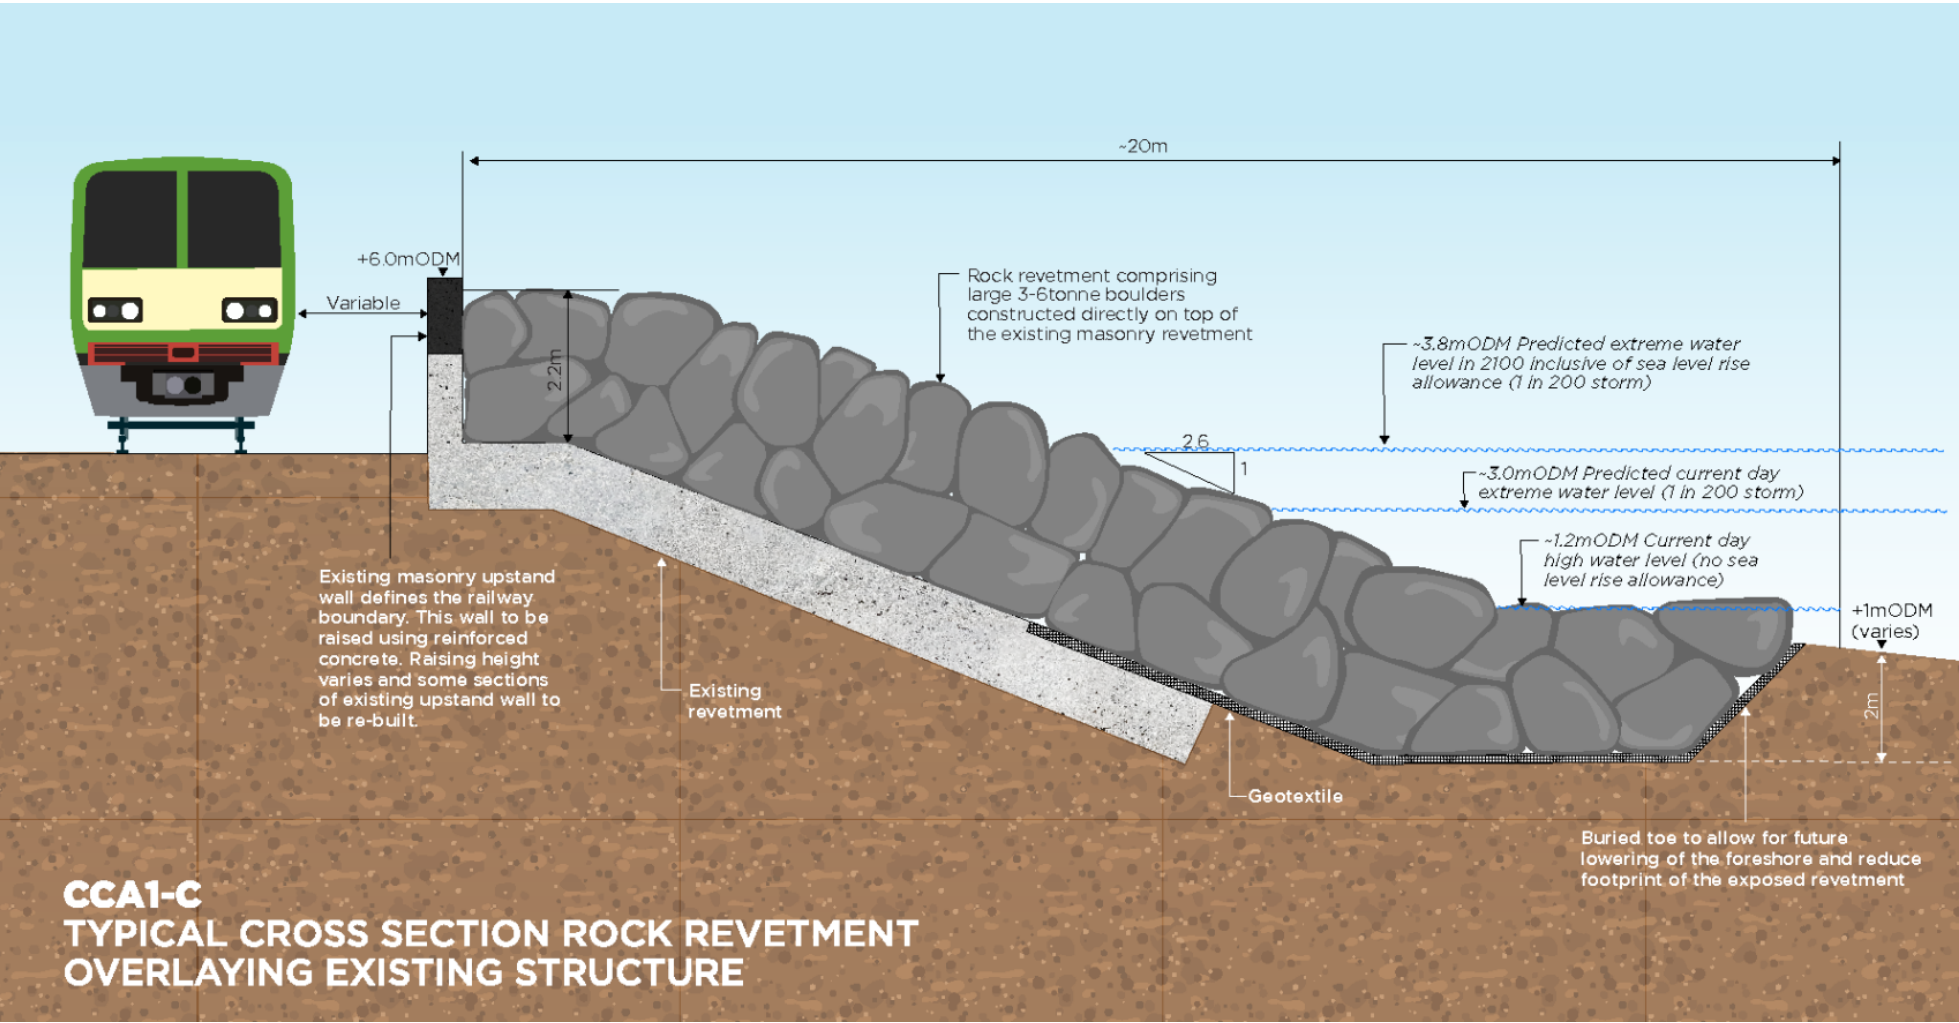 ~20m
+6.0mODM
Variable
2.2m
Rock revetment comprising
large 3-6tonne boulders
constructed directly on top of
the existing masonry revetment
~3.8mODM Predicted extreme water
level in 2100 inclusive of sea level rise
allowance (1 in 200 storm)
2.6
1
~3.0mODM Predicted current day
extreme water level (1 in 200 storm)
~1.2mODM Current day
high water level (no sea
level rise allowance)
+1mODM
(varies)
2m
Existing masonry upstand
wall defines the railway
boundary. This wall to be
raised using reinforced
concrete. Raising height
varies and some sections
of existing upstand wall to
be re-built.
Existing
revetment
Geotextile
Buried toe to allow for future
lowering of the foreshore and reduce
footprint of the exposed revetment
CCA1-C
TYPICAL CROSS SECTION ROCK REVETMENT
OVERLAYING EXISTING STRUCTURE